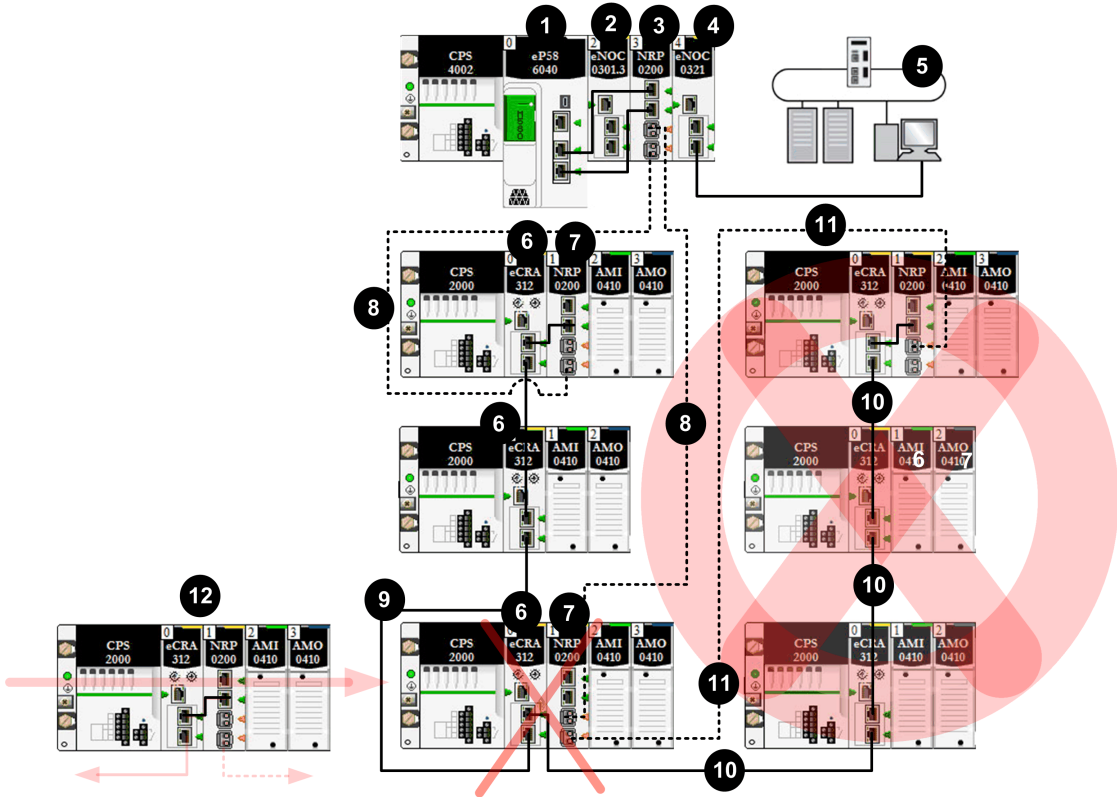 1 2 3 4
0 2 3 4
CPS eP58 eNOC NRP eNOC
4002 6040 0301.3 0200 0321
5
6 7 11
0 1 2 3 0 1 2 3
CPS eCRA NRP AMI AMO CPS eCRA NRP AMI AMO
2000 312 0200 0410 0410 2000 312 0200 0410 0410
8
10
6 8
0 1 2 0 1 2
CPS eCRA AMI AMO CPS eCRA AMI AMO
2000 312 0410 0410 2000 312 0410 0410
6 7
12 9 6 7 10
0 1 2 3 0 1 2 3 0 1 2
CPS eCRA NRP AMI AMO CPS eCRA NRP AMI AMO CPS eCRA AMI AMO
2000 312 0200 0410 0410 2000 312 0200 0410 0410 2000 312 0410 0410
11
10